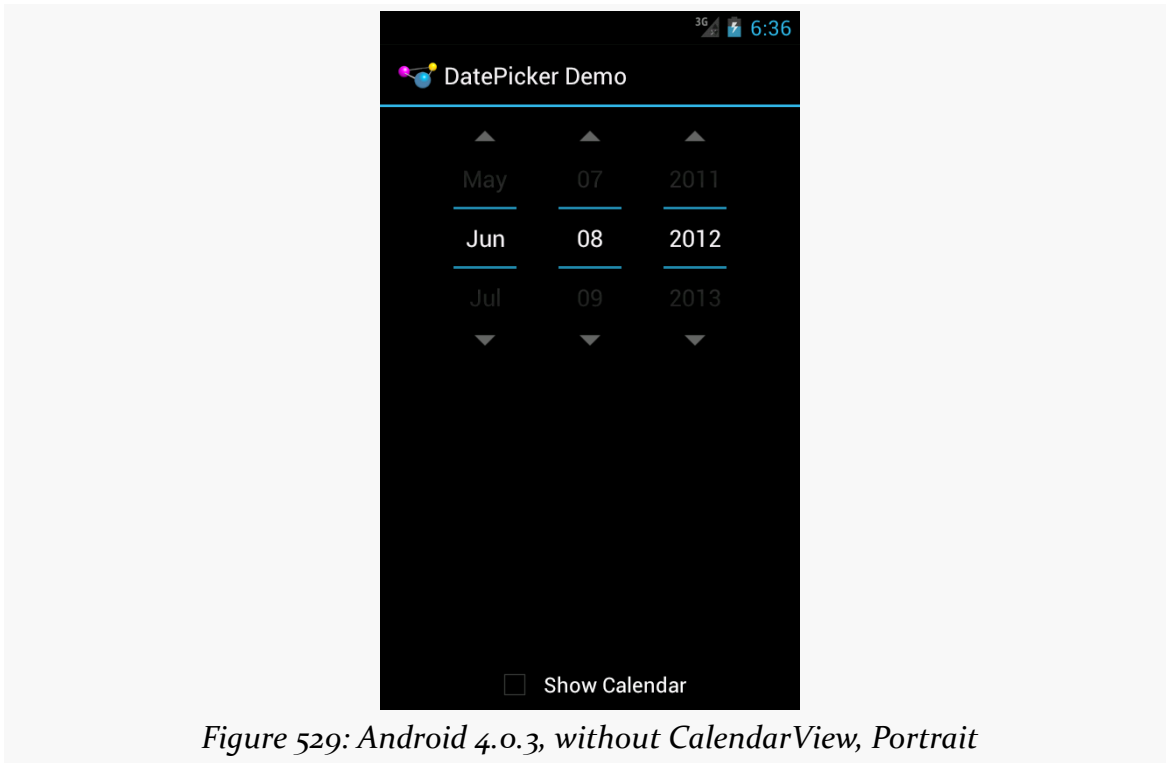 3G 6:36
DatePicker Demo
May 07 2011
Jun 08 2012
Jul 09 2013
Show Calendar
Figure 529: Android 4.0.3, without CalendarView, Portrait